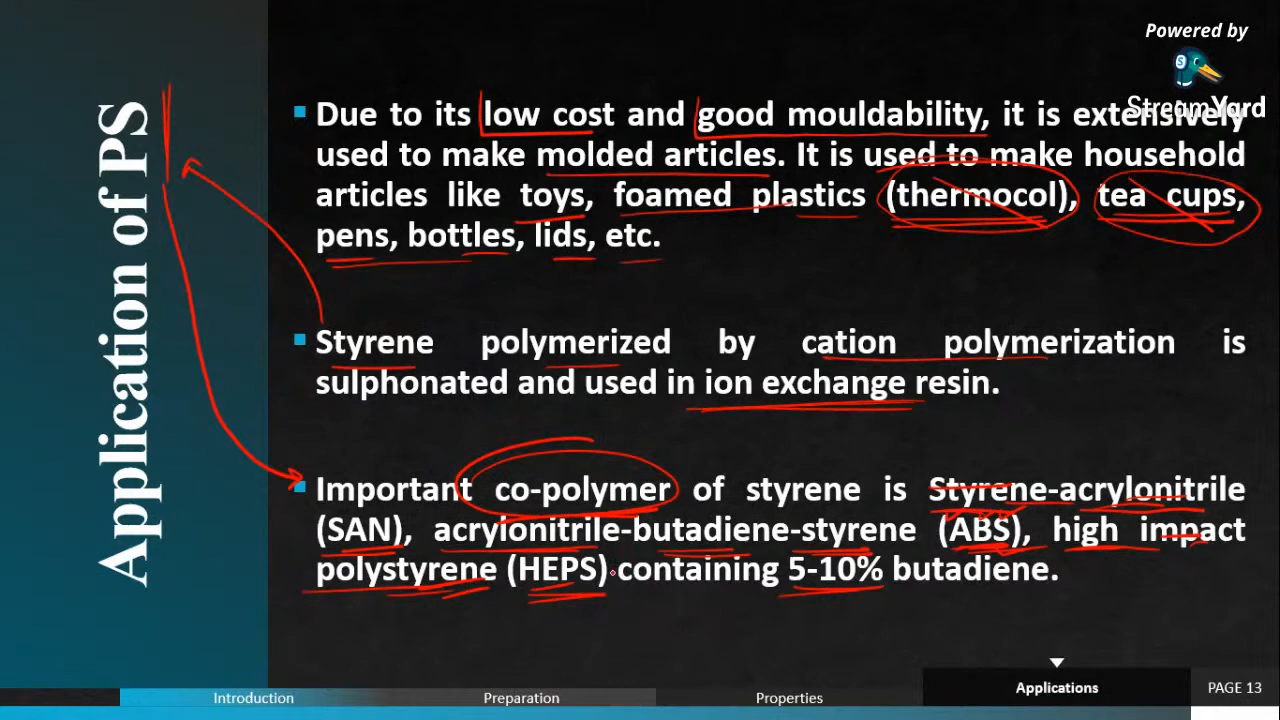 Powered by
StreamYard
Application of PS
Due to its low cost and good mouldability, it is extensively
used to make molded articles. It is used to make household
articles like toys, foamed plastics (thermocol), tea cups,
pens, bottles, lids, etc.
Styrene polymerized by cation polymerization is
sulphonated and used in ion exchange resin.
Important co-polymer of styrene is Styrene-acrylonitrile
(SAN), acrylonitrile-butadiene-styrene (ABS), high impact
polystyrene (HEPS) containing 5-10% butadiene.
Introduction
Preparation
Properties
Applications
PAGE 13